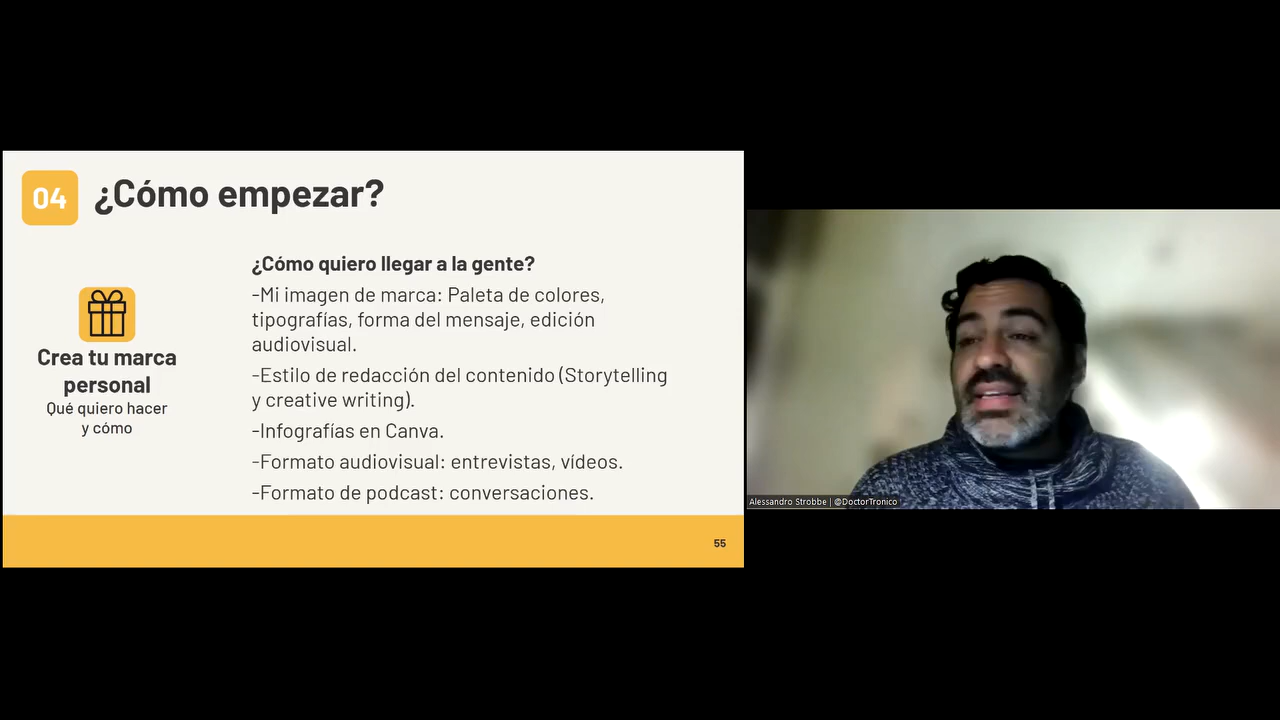 04
¿Cómo empezar?
Crea tu marca
personal
Qué quiero hacer
y cómo
¿Cómo quiero llegar a la gente?
-Mi imagen de marca: Paleta de colores,
tipografías, forma del mensaje, edición
audiovisual.
-Estilo de redacción del contenido (Storytelling
y creative writing).
-Infografías en Canva.
-Formato audiovisual: entrevistas, vídeos.
-Formato de podcast: conversaciones.
55
Alessandro Strobbe | @DoctorTronico